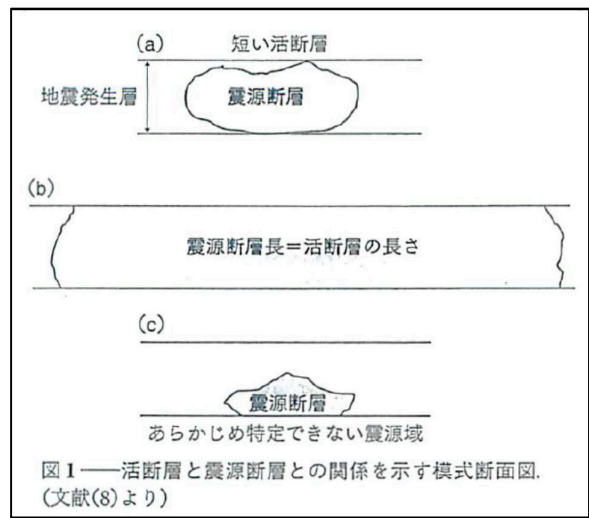 (a) 短い活断層
地震発生層
震源断層
(b)
震源断層長=活断層の長さ
(c)
震源断層
あらかじめ特定できない震源域
図1──活断層と震源断層との関係を示す模式断面図.
(文献(8)より)